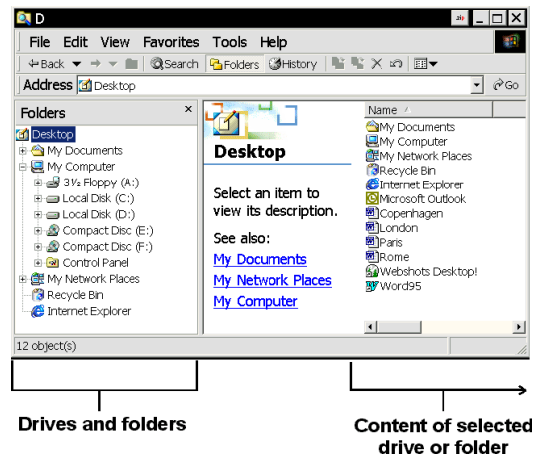 D
File Edit View Favorites Tools Help
Back Search Folders History
Address Desktop Go
Folders ×
Desktop
My Documents
My Computer
3½ Floppy (A:)
Local Disk (C:)
Local Disk (D:)
Compact Disc (E:)
Compact Disc (F:)
Control Panel
My Network Places
Recycle Bin
Internet Explorer
Desktop
Select an item to
view its description.
See also:
My Documents
My Network Places
My Computer
Name
My Documents
My Computer
My Network Places
Recycle Bin
Internet Explorer
Microsoft Outlook
Copenhagen
London
Paris
Rome
Webshots Desktop!
Word95
12 object(s)
Drives and folders
Content of selected
drive or folder